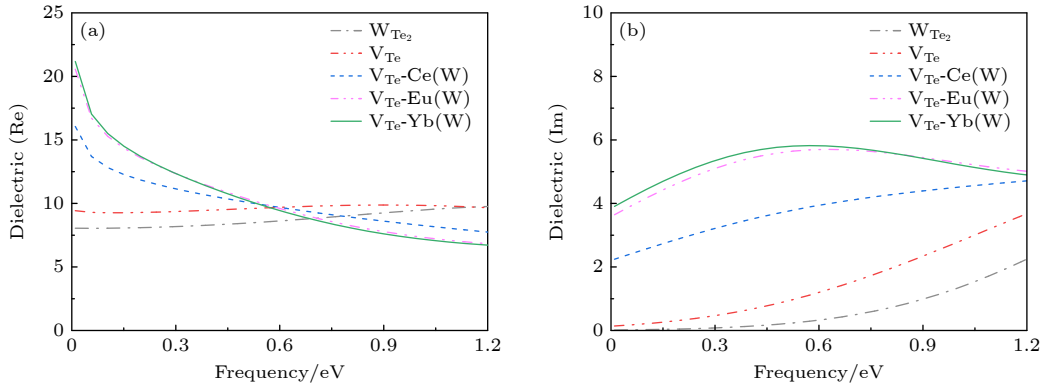 (a)
W_Te2
V_Te
V_Te-Ce(W)
V_Te-Eu(W)
V_Te-Yb(W)
25
20
15
10
5
0
Dielectric (Re)
0 0.3 0.6 0.9 1.2
Frequency/eV
(b)
W_Te2
V_Te
V_Te-Ce(W)
V_Te-Eu(W)
V_Te-Yb(W)
10
8
6
4
2
0
Dielectric (Im)
0 0.3 0.6 0.9 1.2
Frequency/eV